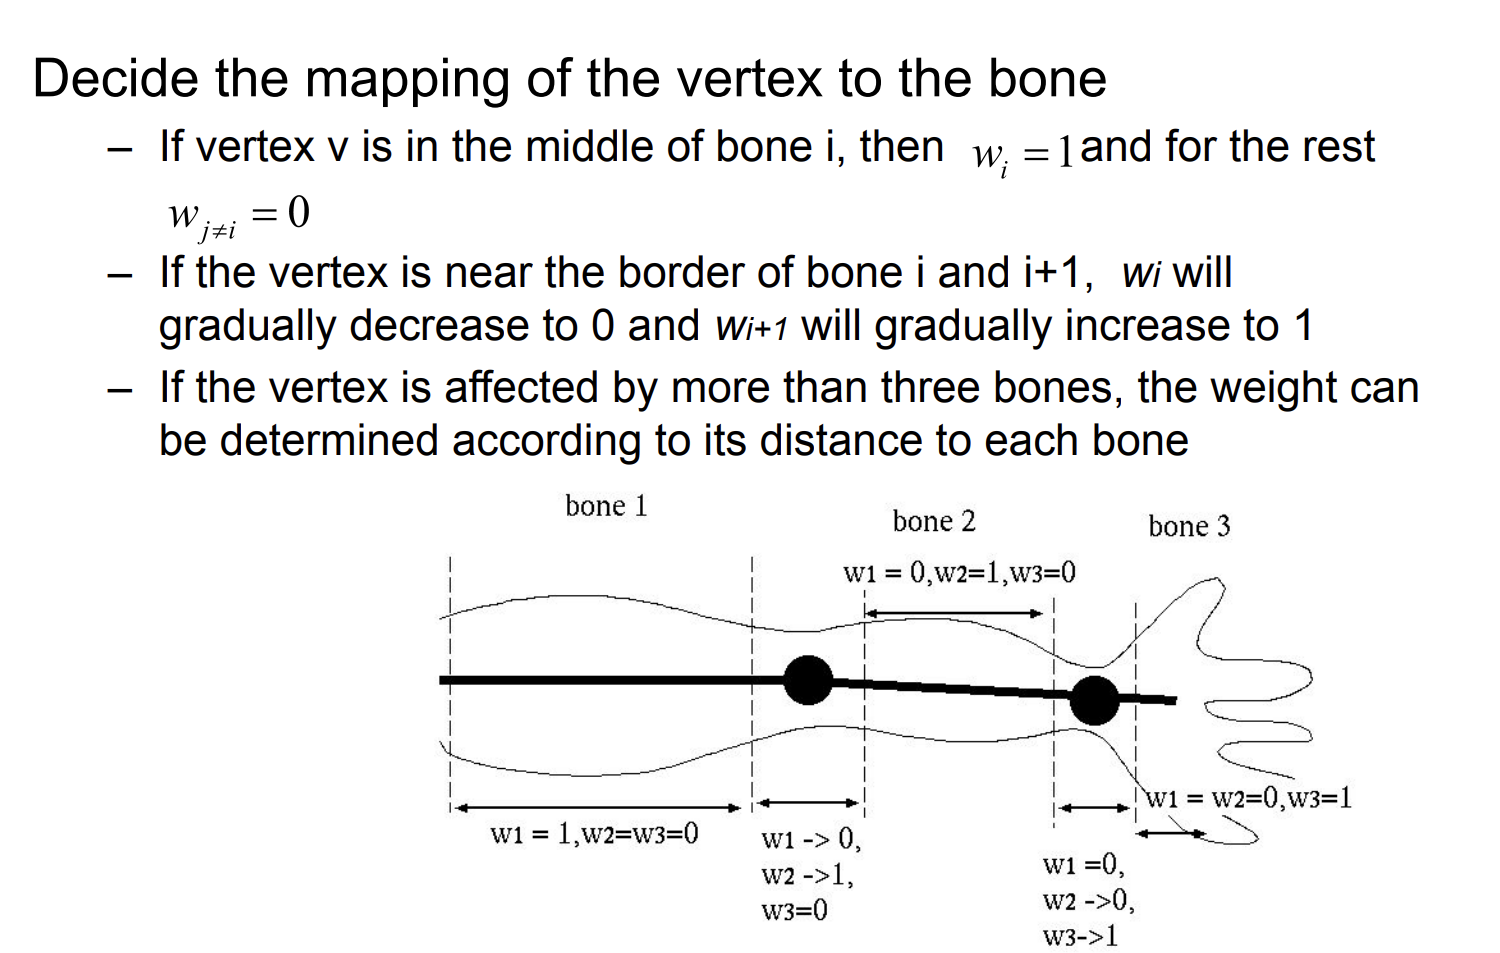 Decide the mapping of the vertex to the bone
– If vertex v is in the middle of bone i, then wᵢ = 1 and for the rest
w_{j≠i} = 0
– If the vertex is near the border of bone i and i+1, wi will
gradually decrease to 0 and wi+1 will gradually increase to 1
– If the vertex is affected by more than three bones, the weight can
be determined according to its distance to each bone
bone 1
bone 2
bone 3
w1 = 0,w2=1,w3=0
w1 = w2=0,w3=1
w1 = 1,w2=w3=0
w1 -> 0,
w2 ->1,
w3=0
w1 =0,
w2 ->0,
w3->1